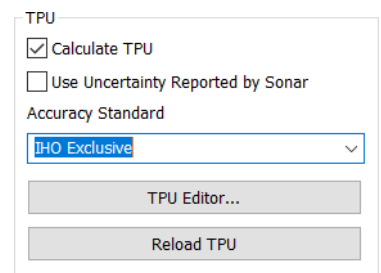 TPU
Calculate TPU
Use Uncertainty Reported by Sonar
Accuracy Standard
IHO Exclusive
TPU Editor...
Reload TPU